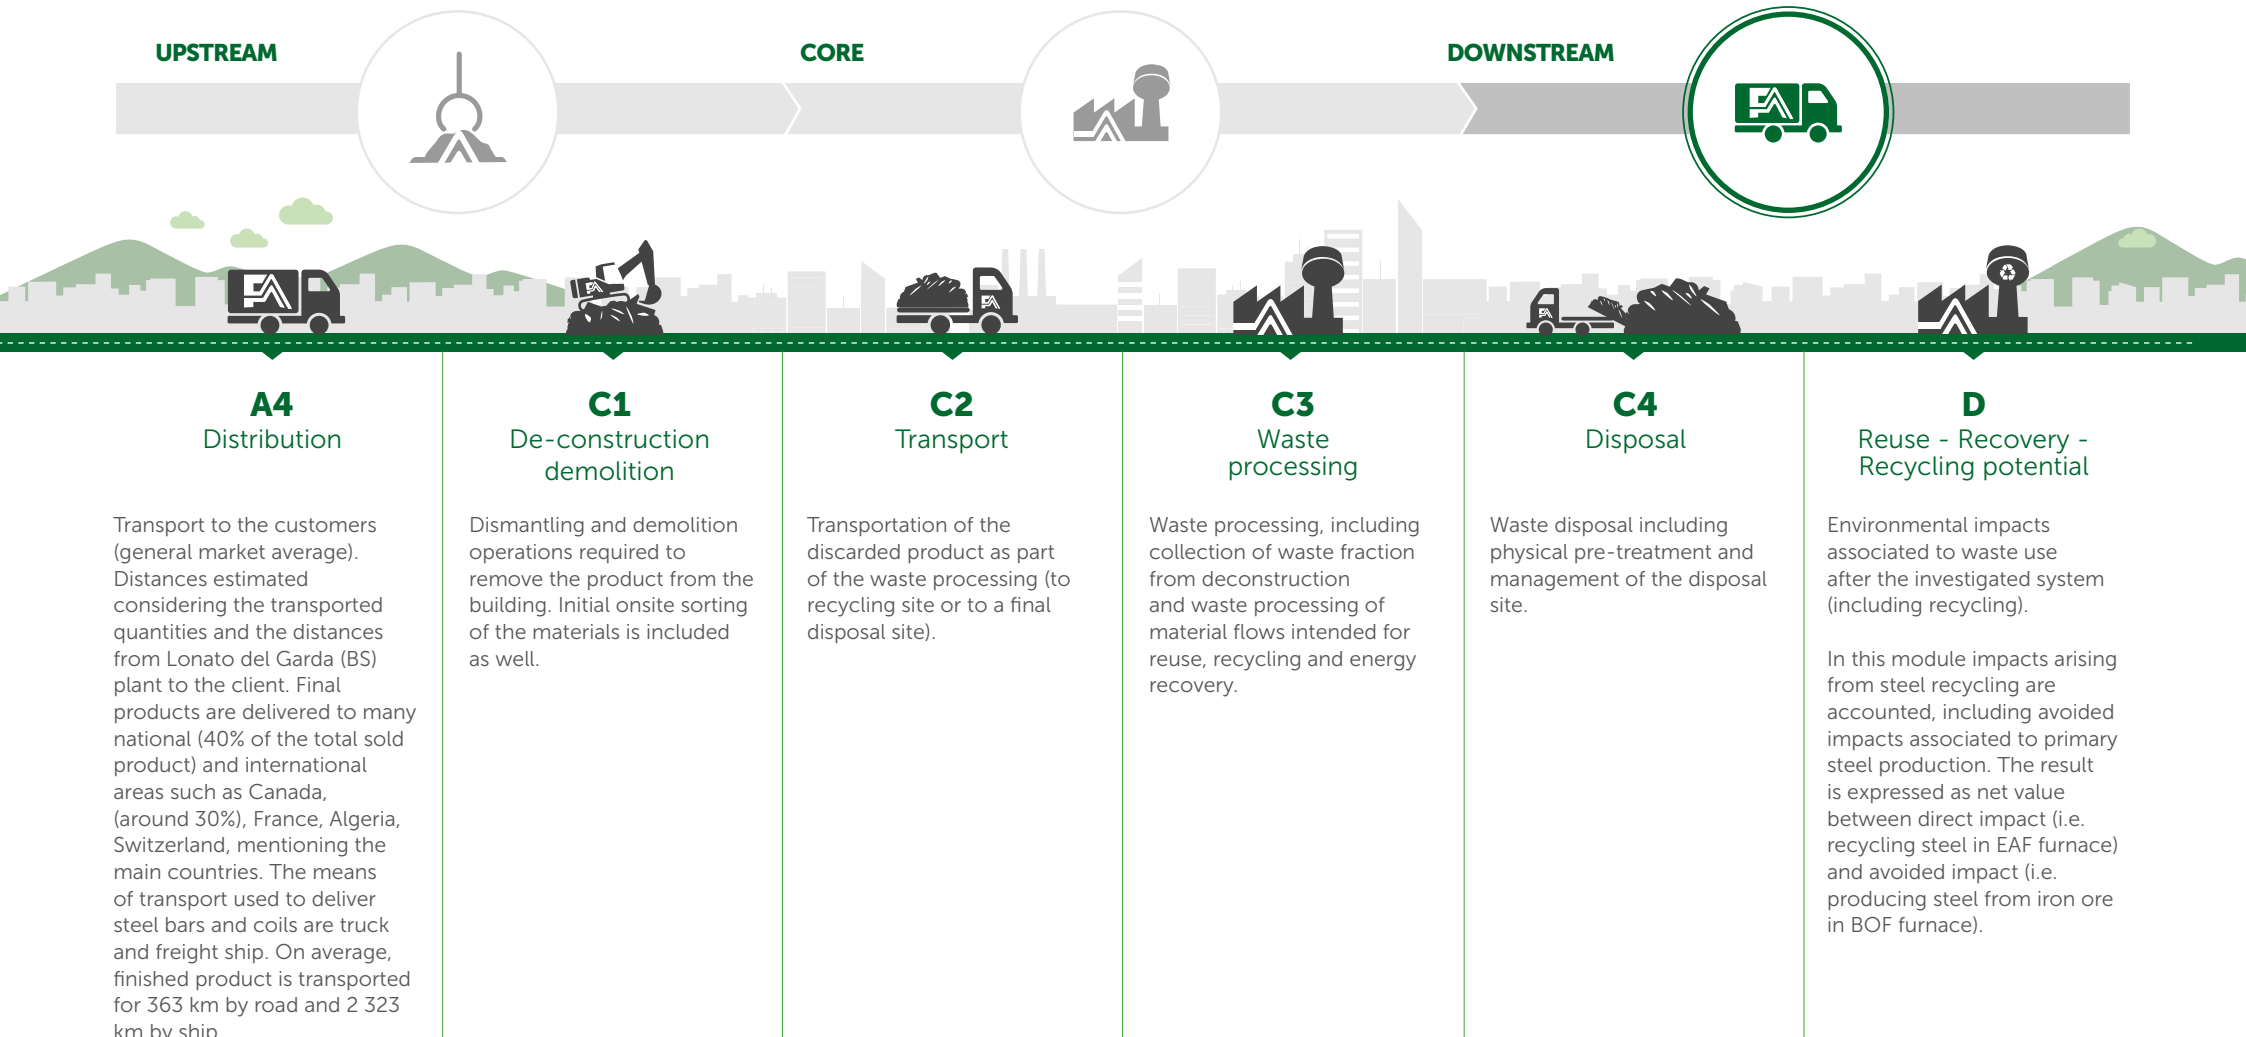 UPSTREAM
CORE
DOWNSTREAM
A4
Distribution
Transport to the customers
(general market average).
Distances estimated
considering the transported
quantities and the distances
from Lonato del Garda (BS)
plant to the client. Final
products are delivered to many
national (40% of the total sold
product) and international
areas such as Canada,
(around 30%), France, Algeria,
Switzerland, mentioning the
main countries. The means
of transport used to deliver
steel bars and coils are truck
and freight ship. On average,
finished product is transported
for 363 km by road and 2 323
km by ship
C1
De-construction
demolition
Dismantling and demolition
operations required to
remove the product from the
building. Initial onsite sorting
of the materials is included
as well.
C2
Transport
Transportation of the
discarded product as part
of the waste processing (to
recycling site or to a final
disposal site).
C3
Waste
processing
Waste processing, including
collection of waste fraction
from deconstruction
and waste processing of
material flows intended for
reuse, recycling and energy
recovery.
C4
Disposal
Waste disposal including
physical pre-treatment and
management of the disposal
site.
D
Reuse - Recovery -
Recycling potential
Environmental impacts
associated to waste use
after the investigated system
(including recycling).
In this module impacts arising
from steel recycling are
accounted, including avoided
impacts associated to primary
steel production. The result
is expressed as net value
between direct impact (i.e.
recycling steel in EAF furnace)
and avoided impact (i.e.
producing steel from iron ore
in BOF furnace).